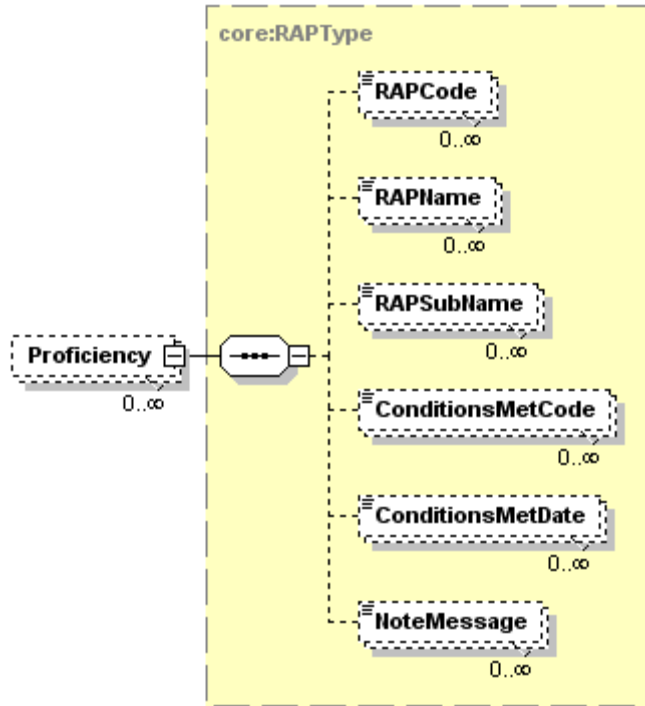 core:RAPType
RAPCode
0..∞
RAPName
0..∞
RAPSubName
0..∞
Proficiency
0..∞
ConditionsMetCode
0..∞
ConditionsMetDate
0..∞
NoteMessage
0..∞